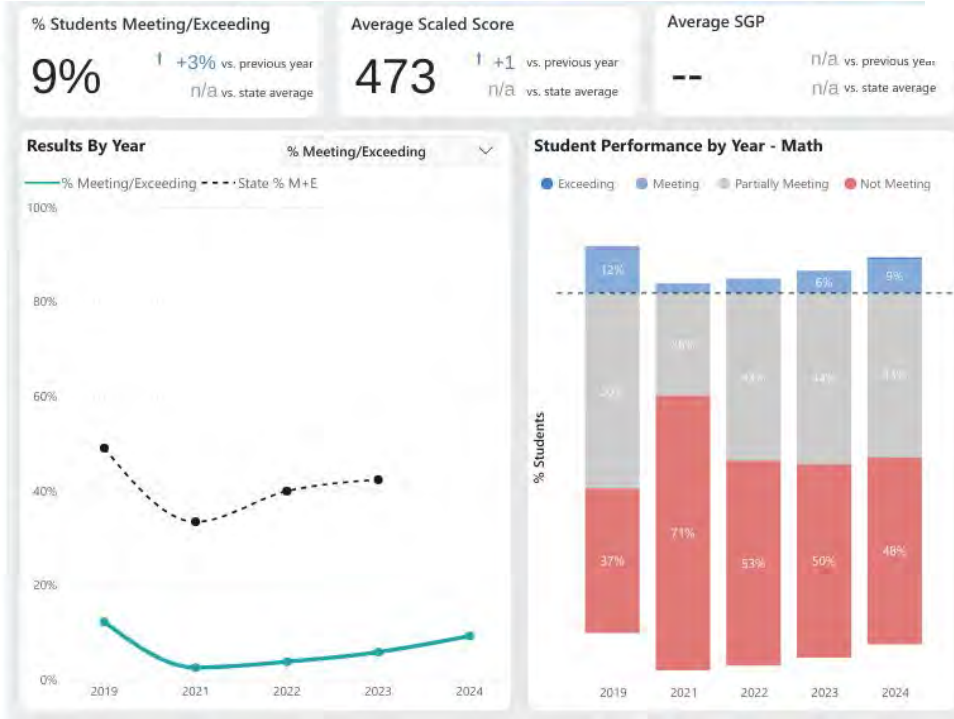 % Students Meeting/Exceeding
9%
↑ +3% vs. previous year
n/a vs. state average
Average Scaled Score
473
↑ +1 vs. previous year
n/a vs. state average
Average SGP
--
n/a vs. previous year
n/a vs. state average
Results By Year
% Meeting/Exceeding
% Meeting/Exceeding State % M+E
100%
80%
60%
40%
20%
0%
2019 2021 2022 2023 2024
Student Performance by Year - Math
Exceeding Meeting Partially Meeting Not Meeting
% Students
12% 6% 9%
44%
37% 71% 53% 50% 48%
2019 2021 2022 2023 2024